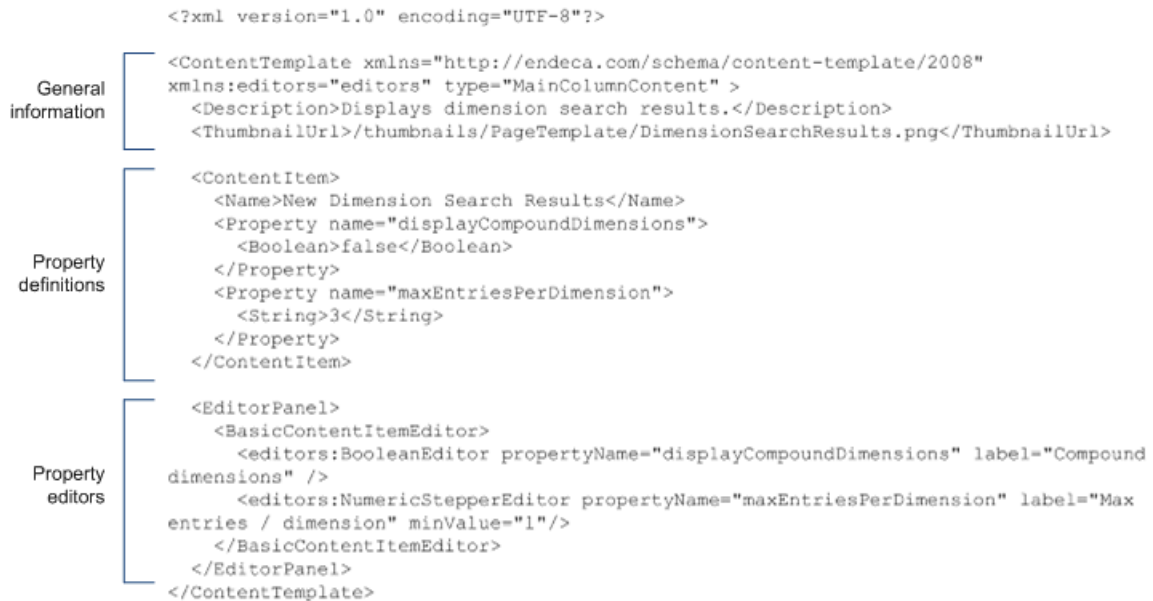 <?xml version="1.0" encoding="UTF-8"?>
General
information
<ContentTemplate xmlns="http://endeca.com/schema/content-template/2008"
xmlns:editors="editors" type="MainColumnContent" >
<Description>Displays dimension search results.</Description>
<ThumbnailUrl>/thumbnails/PageTemplate/DimensionSearchResults.png</ThumbnailUrl>
Property
definitions
<ContentItem>
<Name>New Dimension Search Results</Name>
<Property name="displayCompoundDimensions">
<Boolean>false</Boolean>
</Property>
<Property name="maxEntriesPerDimension">
<String>3</String>
</Property>
</ContentItem>
Property
editors
<EditorPanel>
<BasicContentItemEditor>
<editors:BooleanEditor propertyName="displayCompoundDimensions" label="Compound
dimensions" />
<editors:NumericStepperEditor propertyName="maxEntriesPerDimension" label="Max
entries / dimension" minValue="1"/>
</BasicContentItemEditor>
</EditorPanel>
</ContentTemplate>